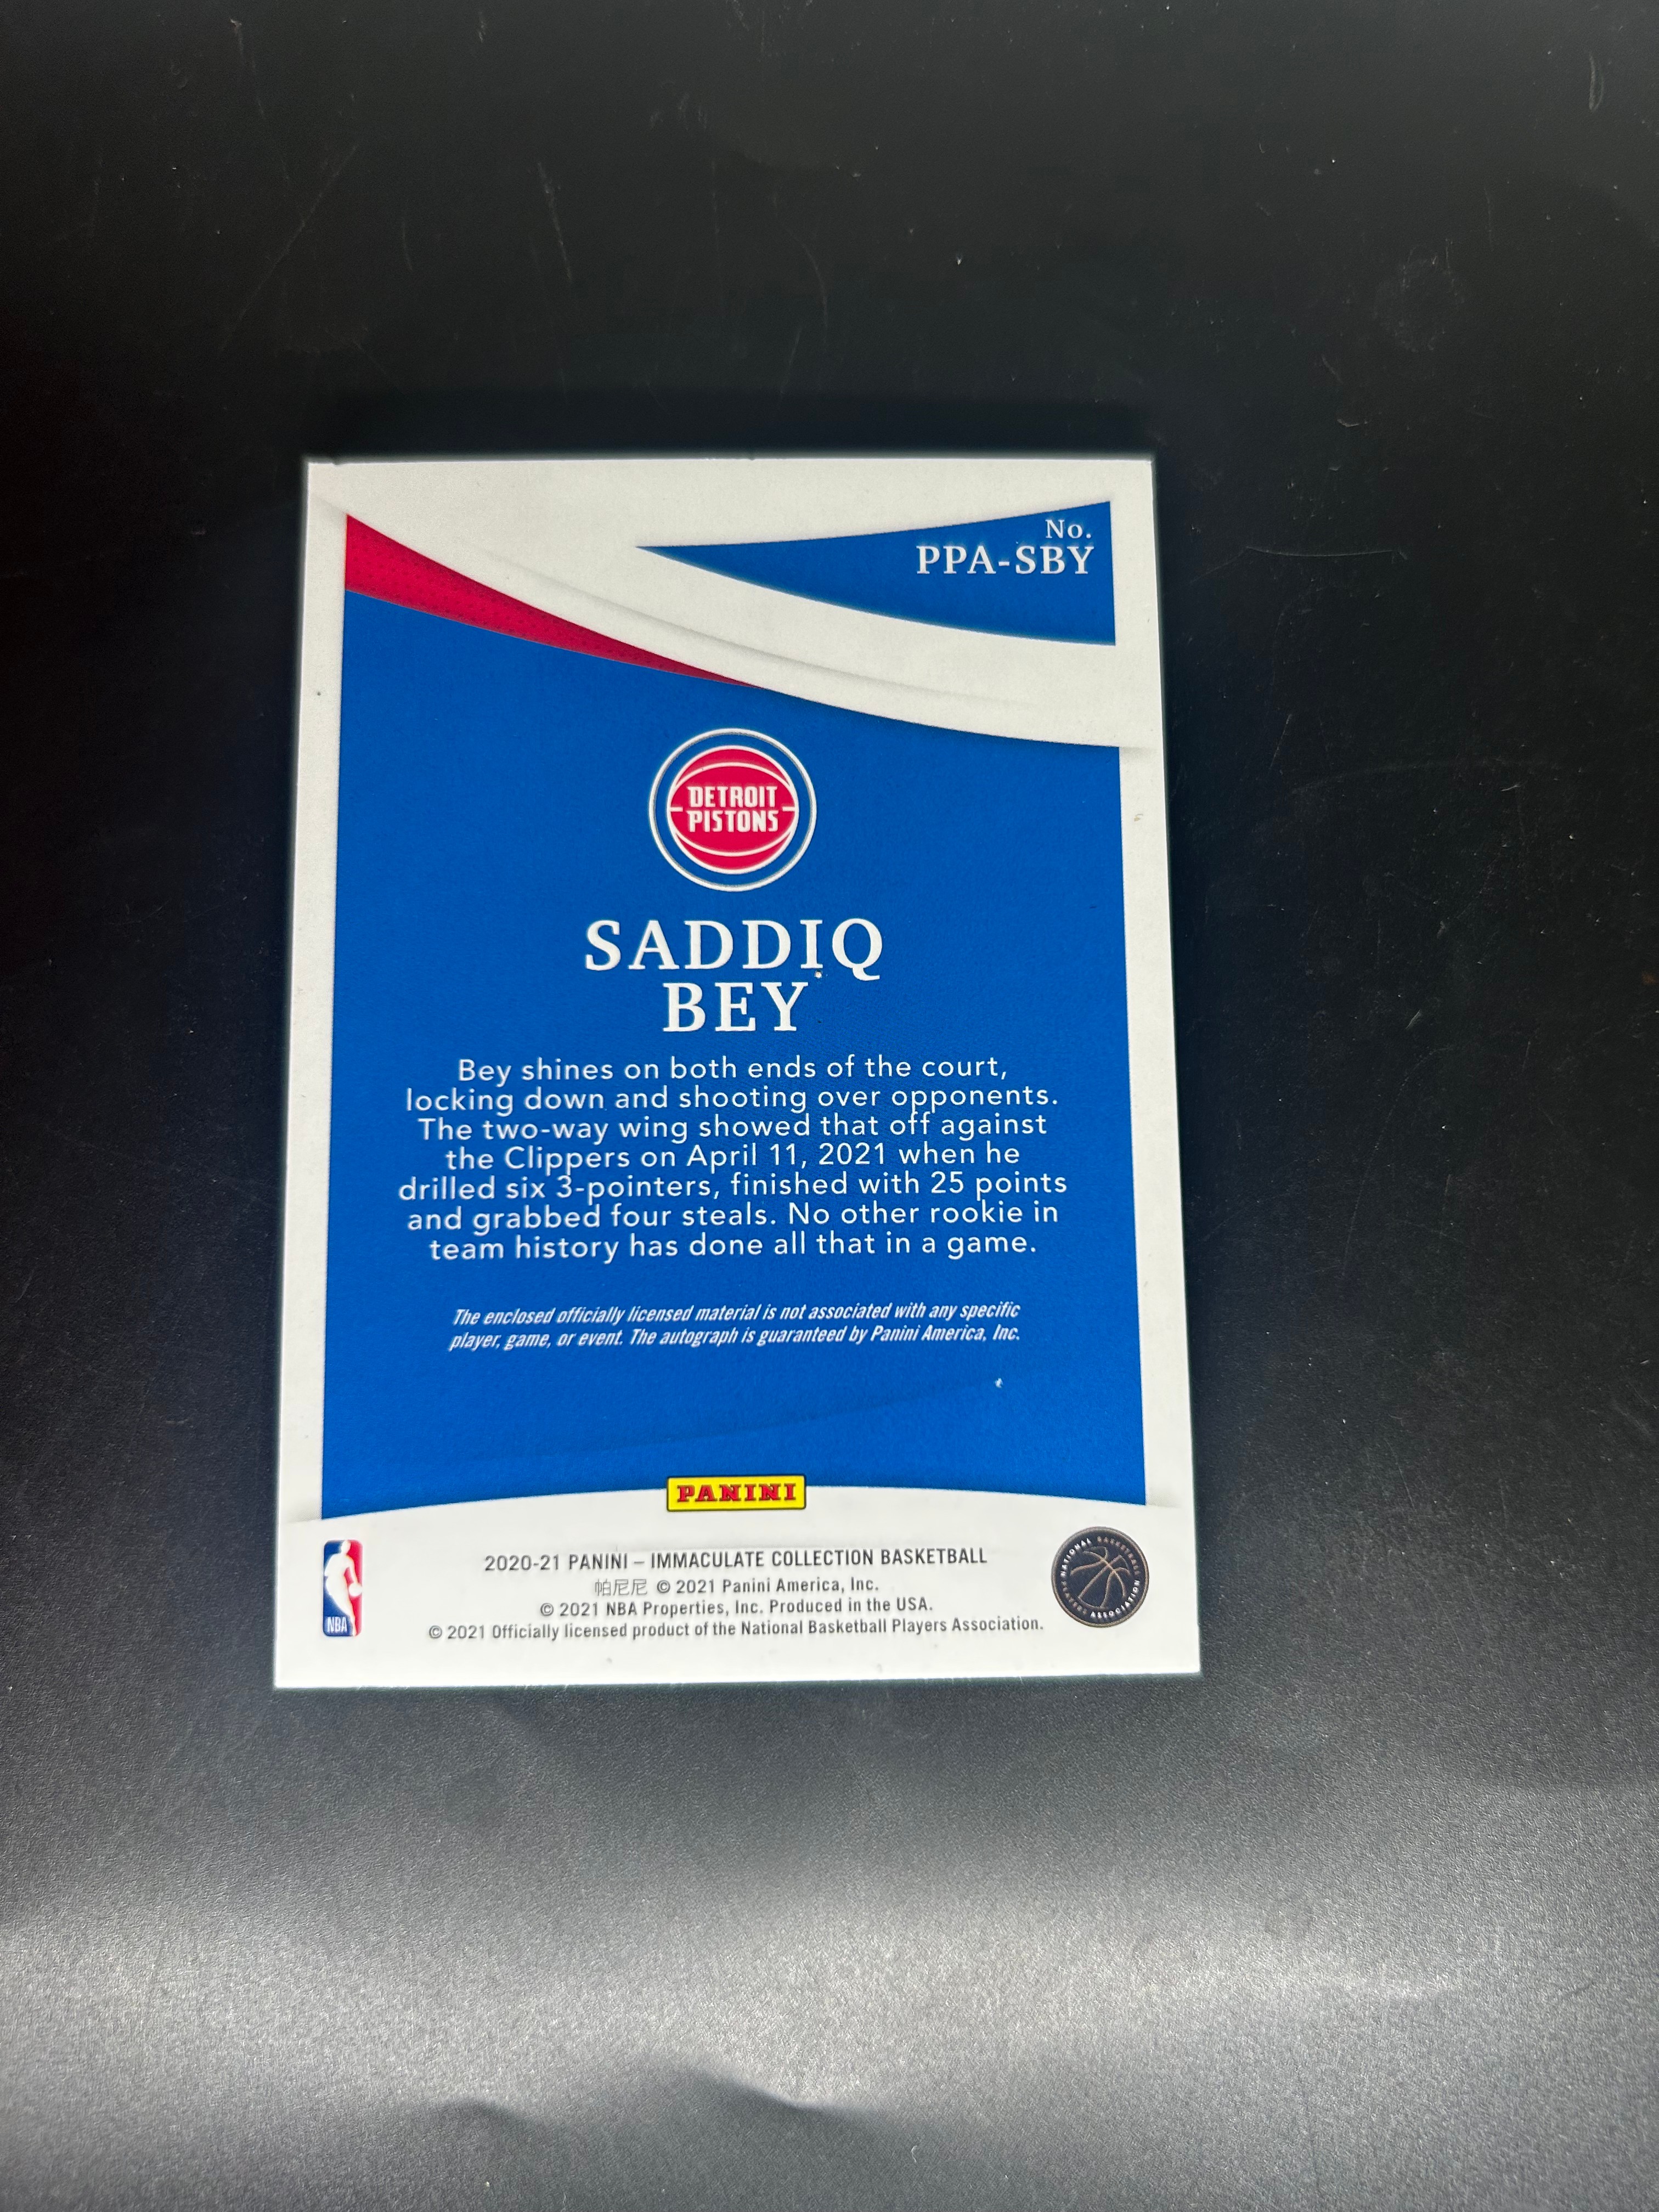 No.
PPA-SBY
DETROIT
PISTONS
SADDIQ
BEY
Bey shines on both ends of the court,
locking down and shooting over opponents.
The two-way wing showed that off against
the Clippers on April 11, 2021 when he
drilled six 3-pointers, finished with 25 points
and grabbed four steals. No other rookie in
team history has done all that in a game.
The enclosed officially licensed material is not associated with any specific
player, game, or event. The autograph is guaranteed by Panini America, Inc.
PANINI
2020-21 PANINI – IMMACULATE COLLECTION BASKETBALL
帕尼尼 © 2021 Panini America, Inc.
© 2021 NBA Properties, Inc. Produced in the USA.
© 2021 Officially licensed product of the National Basketball Players Association.
NBA
NATIONAL BASKETBALL
PLAYERS ASSOCIATION